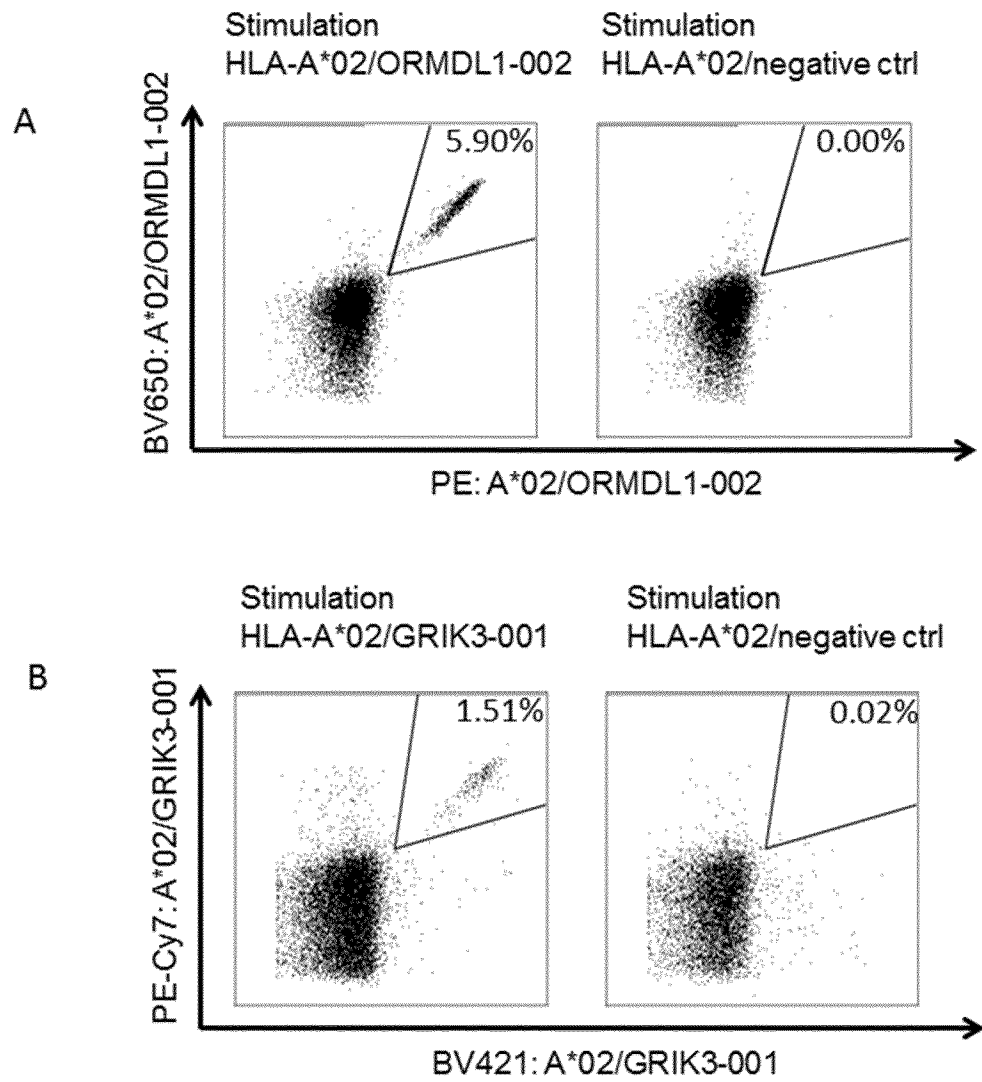 Stimulation
HLA-A*02/ORMDL1-002
Stimulation
HLA-A*02/negative ctrl
A
5.90%
0.00%
BV650: A*02/ORMDL1-002
PE: A*02/ORMDL1-002
Stimulation
HLA-A*02/GRIK3-001
Stimulation
HLA-A*02/negative ctrl
B
1.51%
0.02%
PE-Cy7: A*02/GRIK3-001
BV421: A*02/GRIK3-001